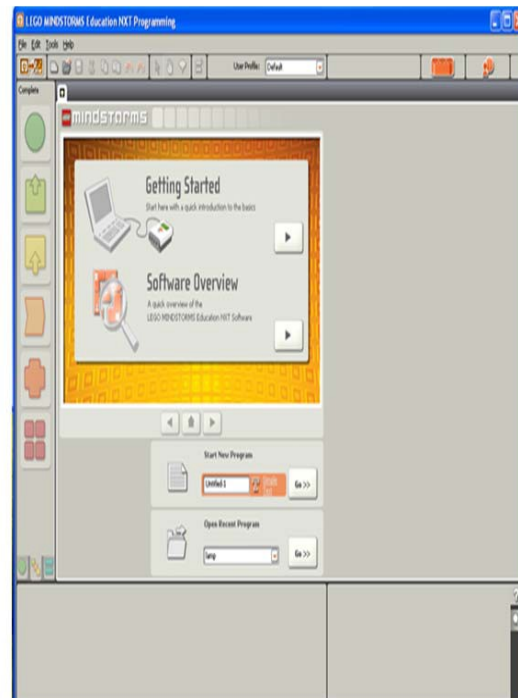 LEGO MINDSTORMS Education NXT Programming
File Edit Tools Help
User Profile: Default
Complete
mindstorms
Getting Started
Start here with a quick introduction to the basics
Software Overview
A quick overview of the
LEGO MINDSTORMS Education NXT Software
Start New Program
Untitled-1
Go >>
Open Recent Program
lamp
Go >>